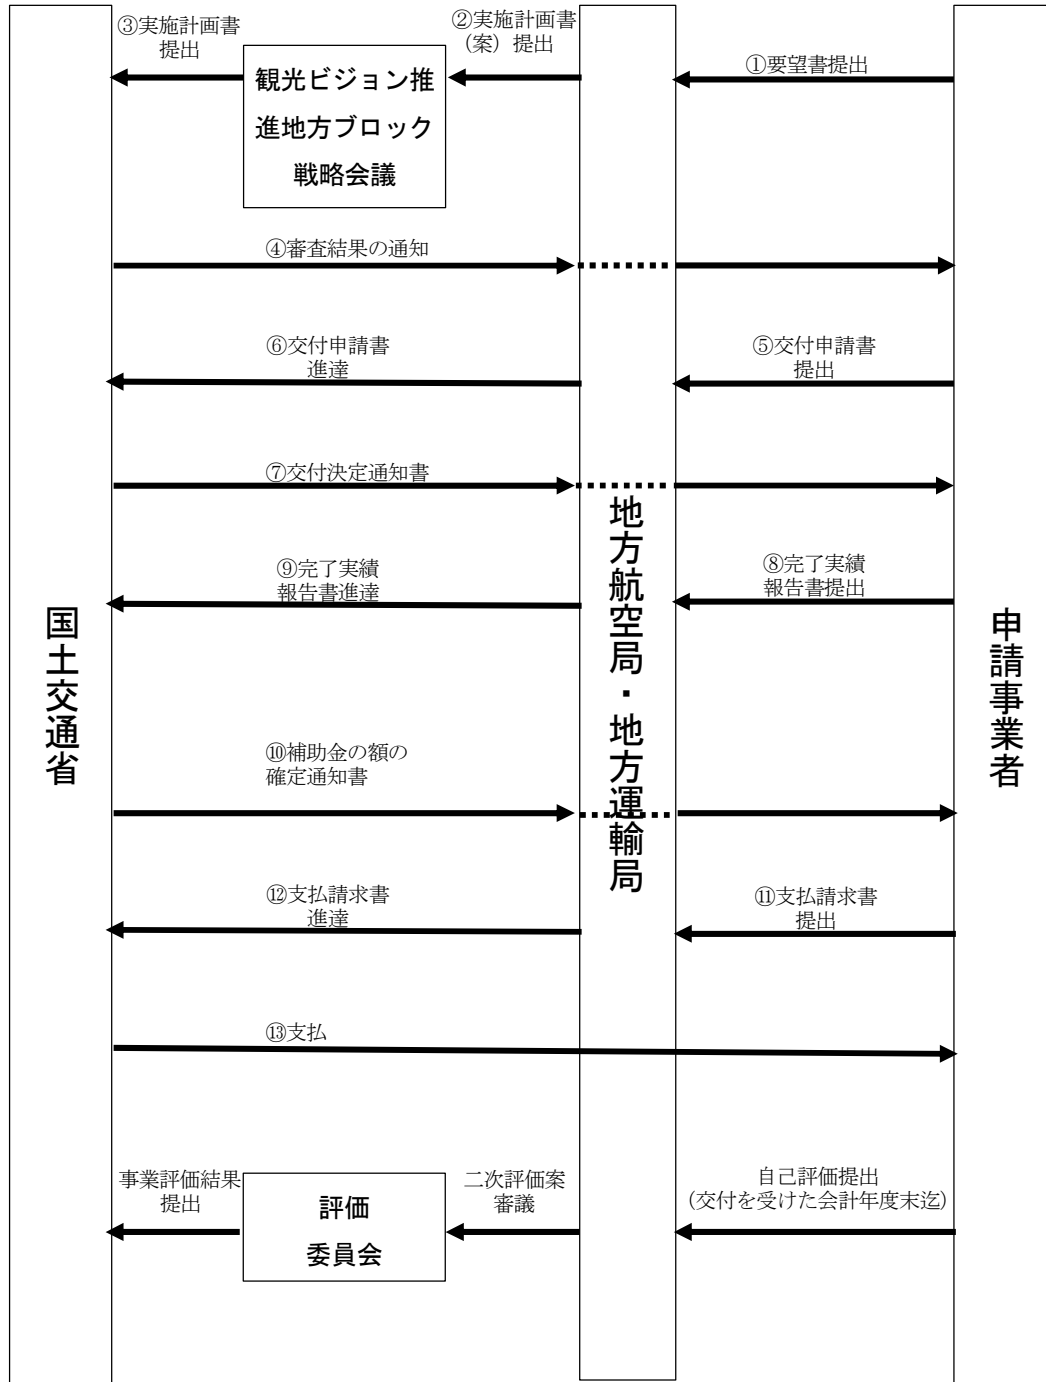 ③実施計画書
提出
②実施計画書
（案）提出
①要望書提出
観光ビジョン推
進地方ブロック
戦略会議
④審査結果の通知
⑥交付申請書
進達
⑤交付申請書
提出
⑦交付決定通知書
⑨完了実績
報告書進達
⑧完了実績
報告書提出
国土交通省
地方航空局・地方運輸局
申請事業者
⑩補助金の額の
確定通知書
⑫支払請求書
進達
⑪支払請求書
提出
⑬支払
事業評価結果
提出
評価
委員会
二次評価案
審議
自己評価提出
(交付を受けた会計年度末迄)